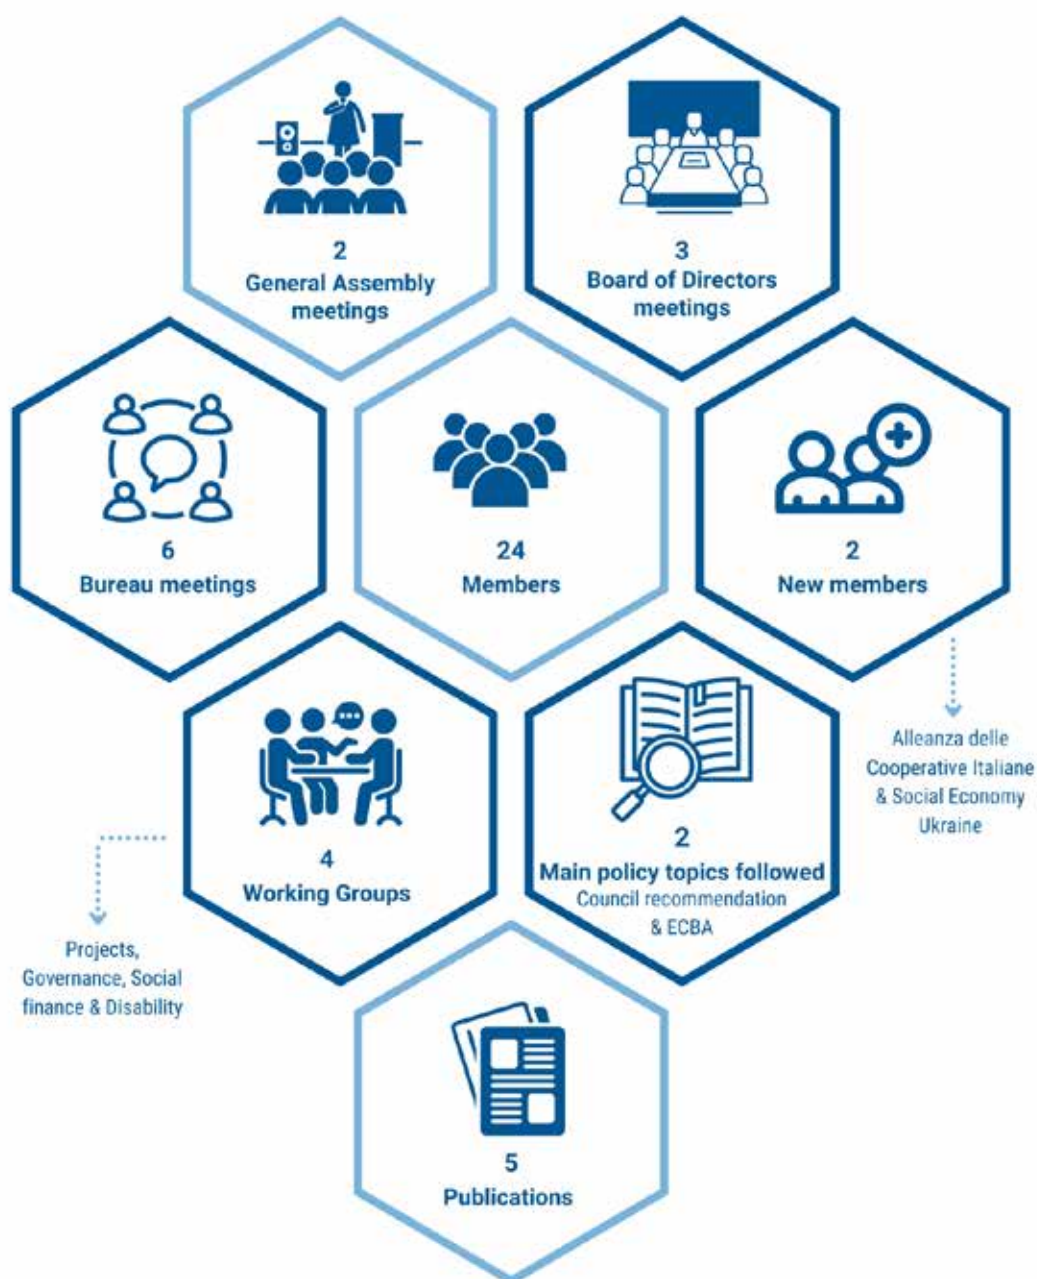 2
General Assembly
meetings
3
Board of Directors
meetings
6
Bureau meetings
24
Members
2
New members
Alleanza delle
Cooperative Italiane
& Social Economy
Ukraine
4
Working Groups
Projects,
Governance, Social
finance & Disability
2
Main policy topics followed
Council recommendation
& ECBA
5
Publications